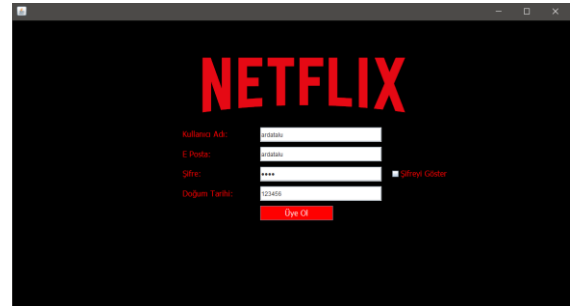 NETFLIX
Kullanıcı Adı: ardatalu
E Posta: ardatalu
Şifre: •••• Şifreyi Göster
Doğum Tarihi: 123456
Üye Ol